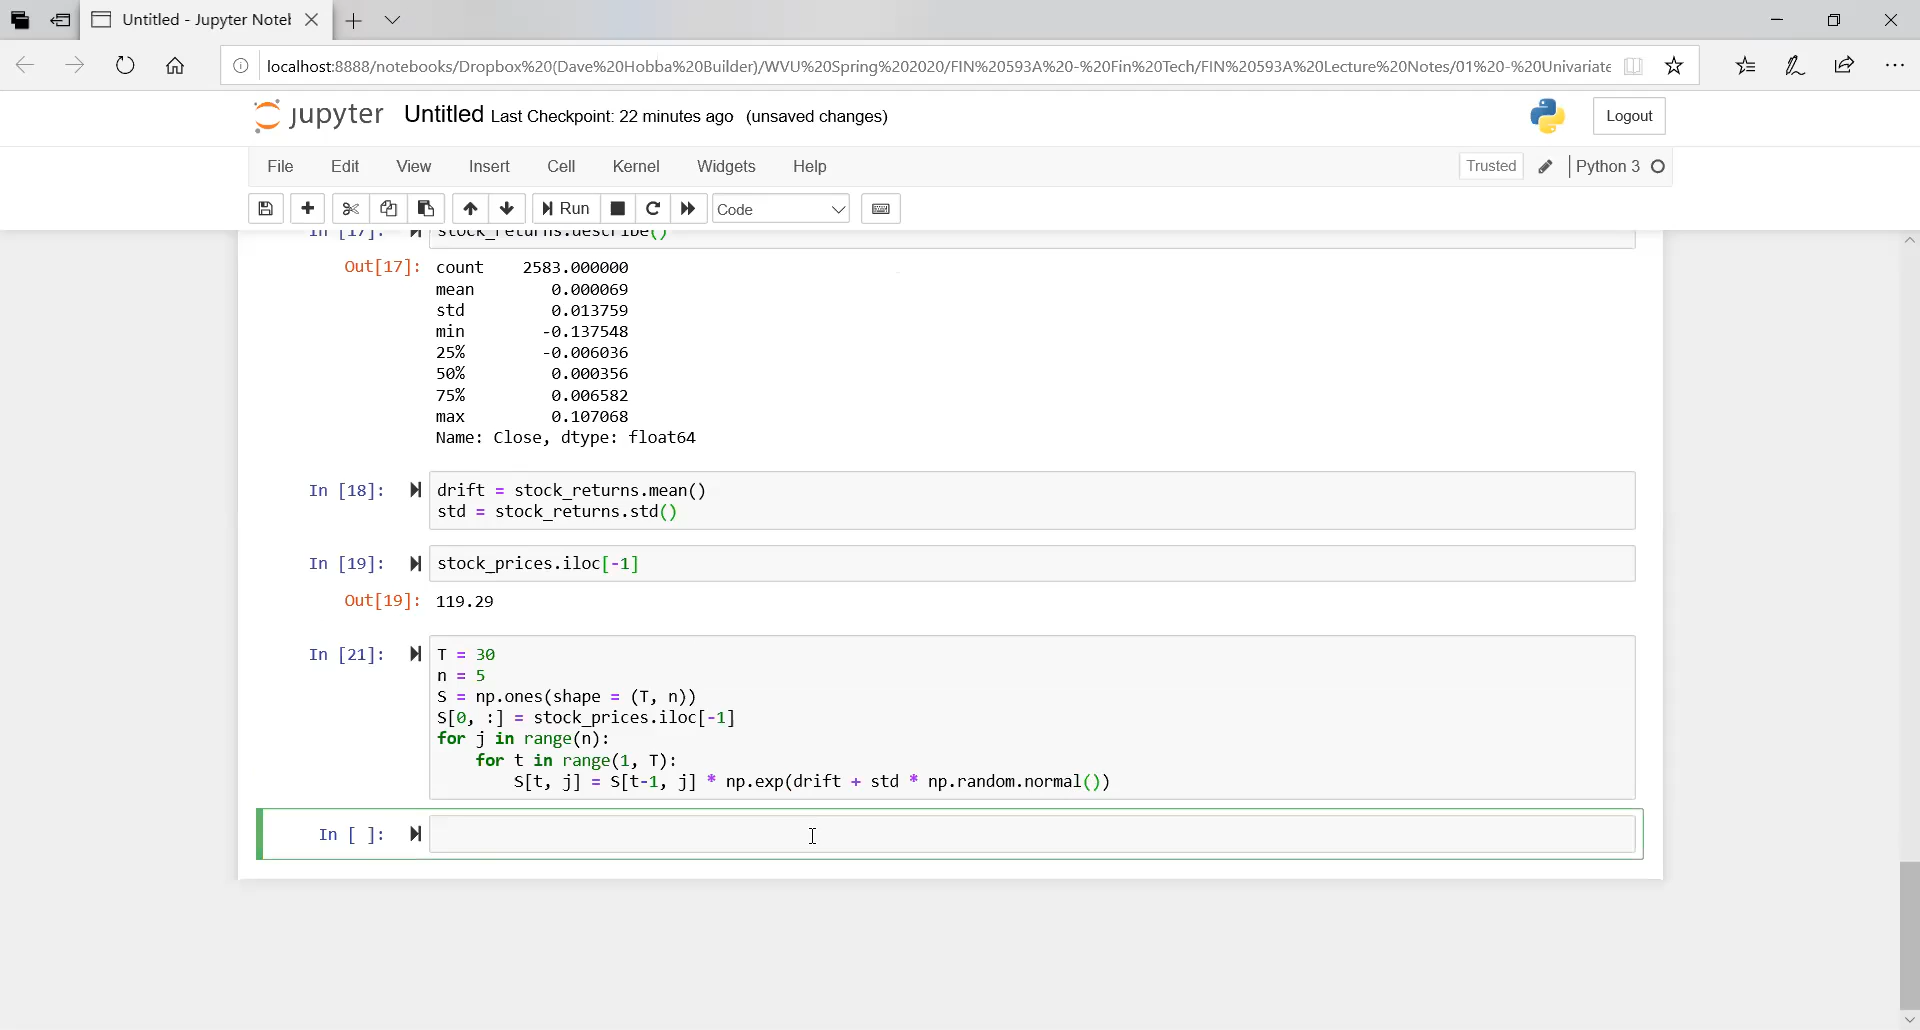 Untitled - Jupyter Notel
localhost:8888/notebooks/Dropbox%20(Dave%20Hobba%20Builder)/WVU%20Spring%202020/FIN%20593A%20-%20Fin%20Tech/FIN%20593A%20Lecture%20Notes/01%20-%20Univariate
jupyter Untitled Last Checkpoint: 22 minutes ago (unsaved changes) Logout
File Edit View Insert Cell Kernel Widgets Help Trusted Python 3
Run Code
In [17]: stock_returns.describe()
Out[17]: count 2583.000000
mean 0.000069
std 0.013759
min -0.137548
25% -0.006036
50% 0.000356
75% 0.006582
max 0.107068
Name: Close, dtype: float64
In [18]: drift = stock_returns.mean()
std = stock_returns.std()
In [19]: stock_prices.iloc[-1]
Out[19]: 119.29
In [21]: T = 30
n = 5
S = np.ones(shape = (T, n))
S[0, :] = stock_prices.iloc[-1]
for j in range(n):
for t in range(1, T):
S[t, j] = S[t-1, j] * np.exp(drift + std * np.random.normal())
In [ ]: